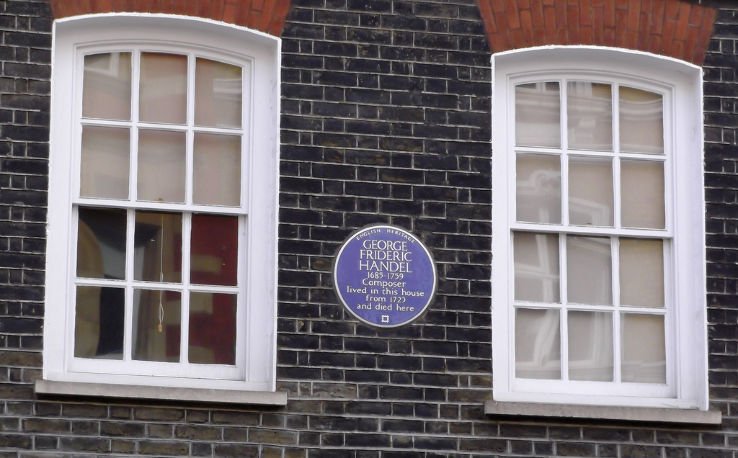 ENGLISH HERITAGE
GEORGE
FRIDERIC
HANDEL
1685-1759
Composer
lived in this house
from 1723
and died here